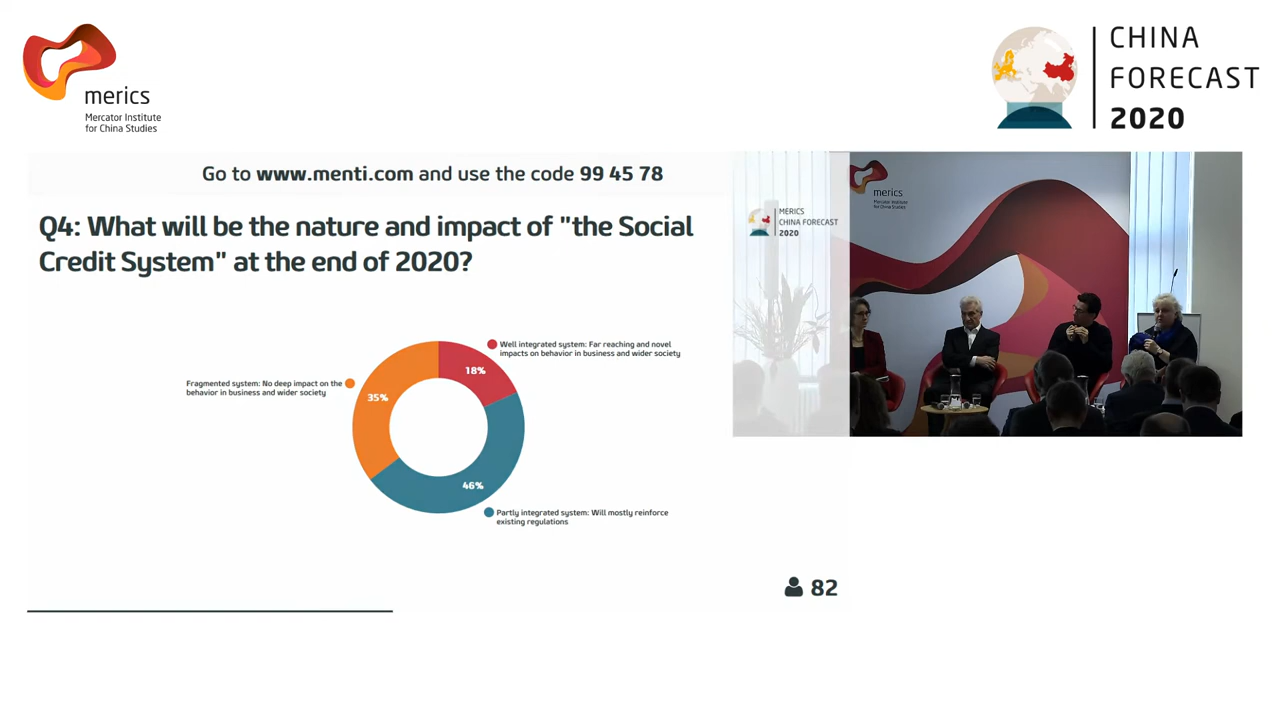 merics
Mercator Institute
for China Studies
CHINA
FORECAST
2020
Go to www.menti.com and use the code 99 45 78
Q4: What will be the nature and impact of "the Social
Credit System" at the end of 2020?
Well integrated system: Far reaching and novel
impacts on behavior in business and wider society
18%
Fragmented system: No deep impact on the
behavior in business and wider society
35%
46%
Partly integrated system: Will mostly reinforce
existing regulations
82
MERICS
CHINA FORECAST
2020
merics
Mercator Institute
for China Studies